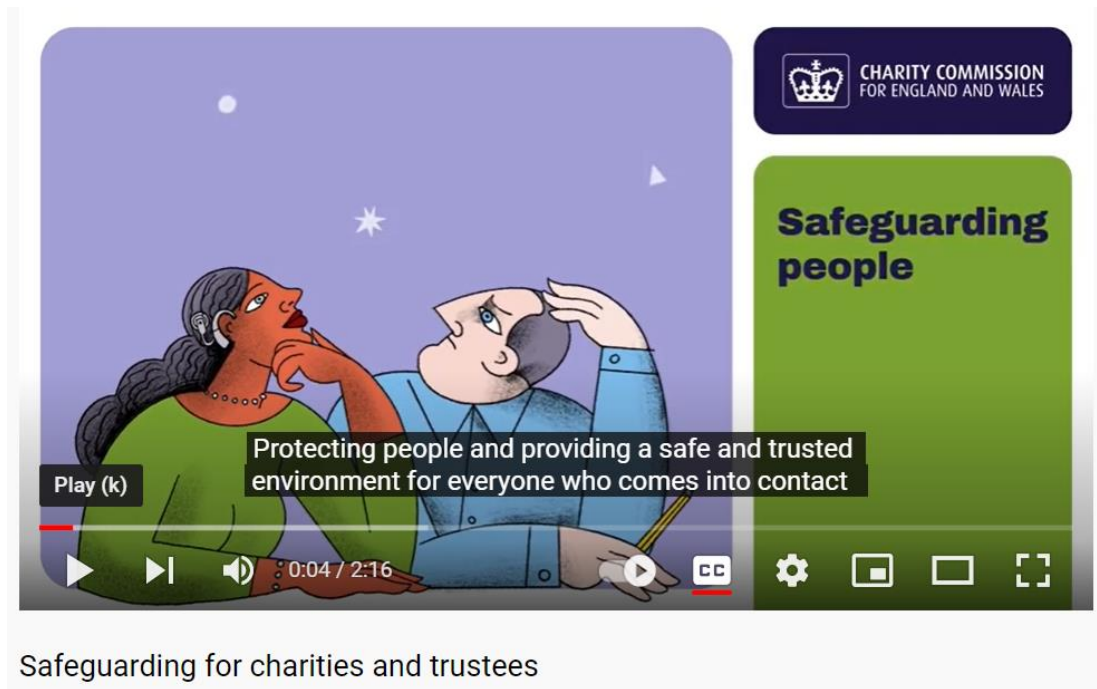 CHARITY COMMISSION
FOR ENGLAND AND WALES
Safeguarding
people
Protecting people and providing a safe and trusted
environment for everyone who comes into contact
Play (k)
0:04 / 2:16
CC
Safeguarding for charities and trustees